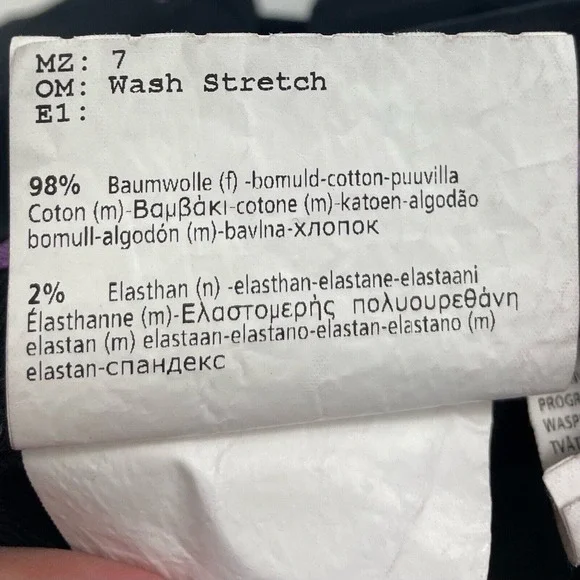 MZ: 7
OM: Wash Stretch
E1:
98% Baumwolle (f) -bomuld-cotton-puuvilla
Coton (m)-Βαμβάκι-cotone (m)-katoen-algodão
bomull-algodón (m)-bavlna-хлопок
2% Elasthan (n) -elasthan-elastane-elastaani
Élasthanne (m)-Ελαστομερής πολυουρεθάνη
elastan (m) elastaan-elastano-elastan-elastano (m)
elastan-спандекс
PROGR
WASP
TVÄT